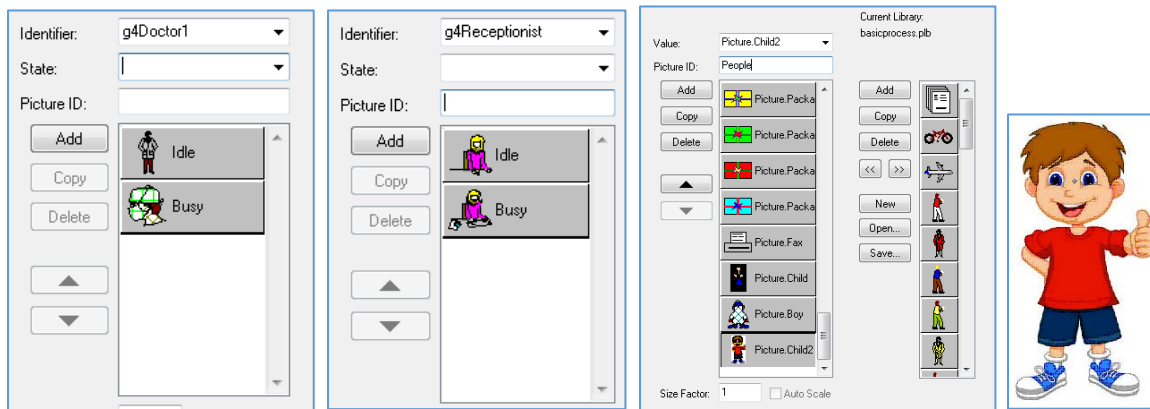 Identifier: g4Doctor1
State:
Picture ID:
Add
Copy
Delete
Idle
Busy
Identifier: g4Receptionist
State:
Picture ID:
Add
Copy
Delete
Idle
Busy
Current Library:
basicprocess.plb
Value: Picture.Child2
Picture ID: People
Add
Copy
Delete
Picture.Packa
Picture.Packa
Picture.Packa
Picture.Packa
Picture.Fax
Picture.Child
Picture.Boy
Picture.Child2
Add
Copy
Delete
<< >>
New
Open...
Save...
Size Factor: 1 Auto Scale